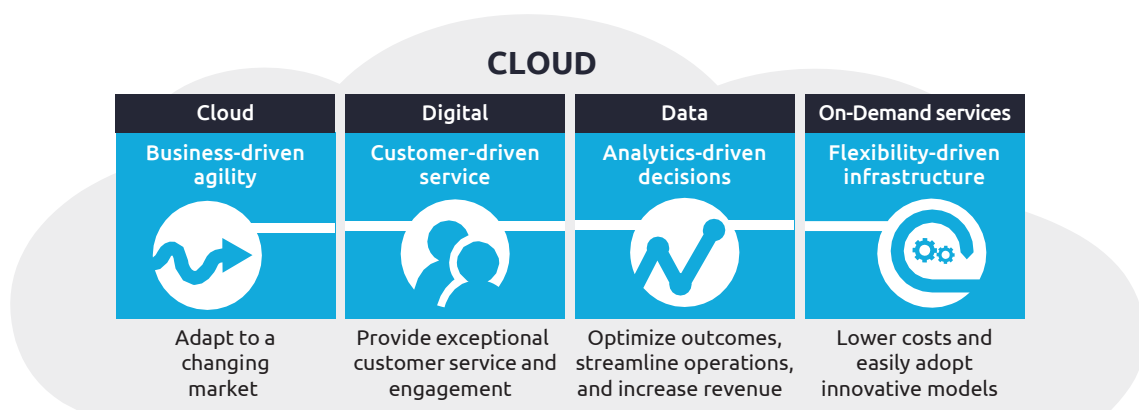 CLOUD
Cloud
Business-driven
agility
Adapt to a
changing
market
Digital
Customer-driven
service
Provide exceptional
customer service and
engagement
Data
Analytics-driven
decisions
Optimize outcomes,
streamline operations,
and increase revenue
On-Demand services
Flexibility-driven
infrastructure
Lower costs and
easily adopt
innovative models